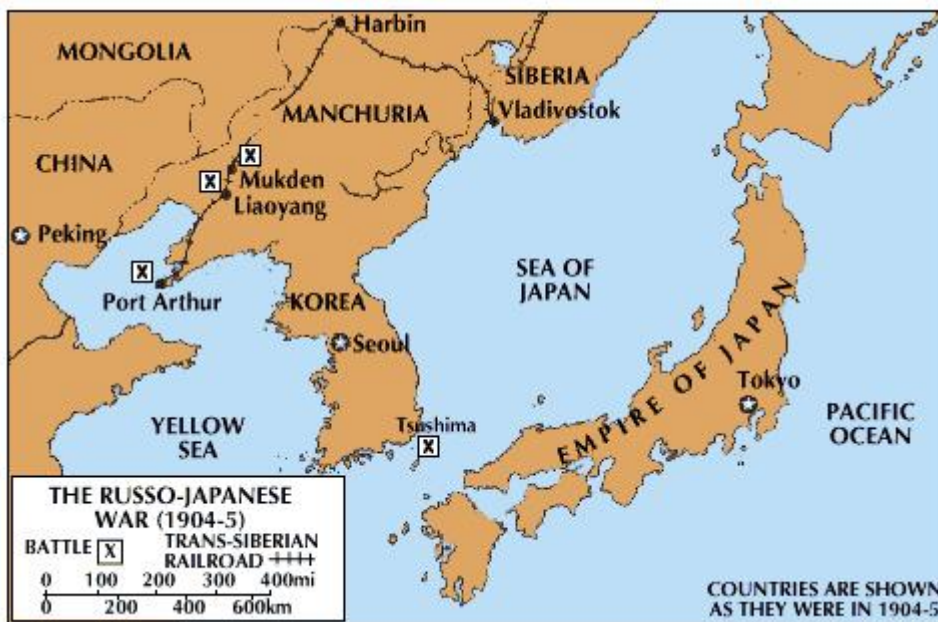 Harbin
MONGOLIA
SIBERIA
MANCHURIA
Vladivostok
CHINA
X
X
Mukden
Liaoyang
Peking
X
Port Arthur
SEA OF
JAPAN
KOREA
Seoul
EMPIRE OF JAPAN
Tokyo
YELLOW
SEA
Tsushima
X
PACIFIC
OCEAN
THE RUSSO-JAPANESE
WAR (1904-5)
BATTLE X TRANS-SIBERIAN
RAILROAD
0 100 200 300 400mi
0 200 400 600km
COUNTRIES ARE SHOWN
AS THEY WERE IN 1904-5